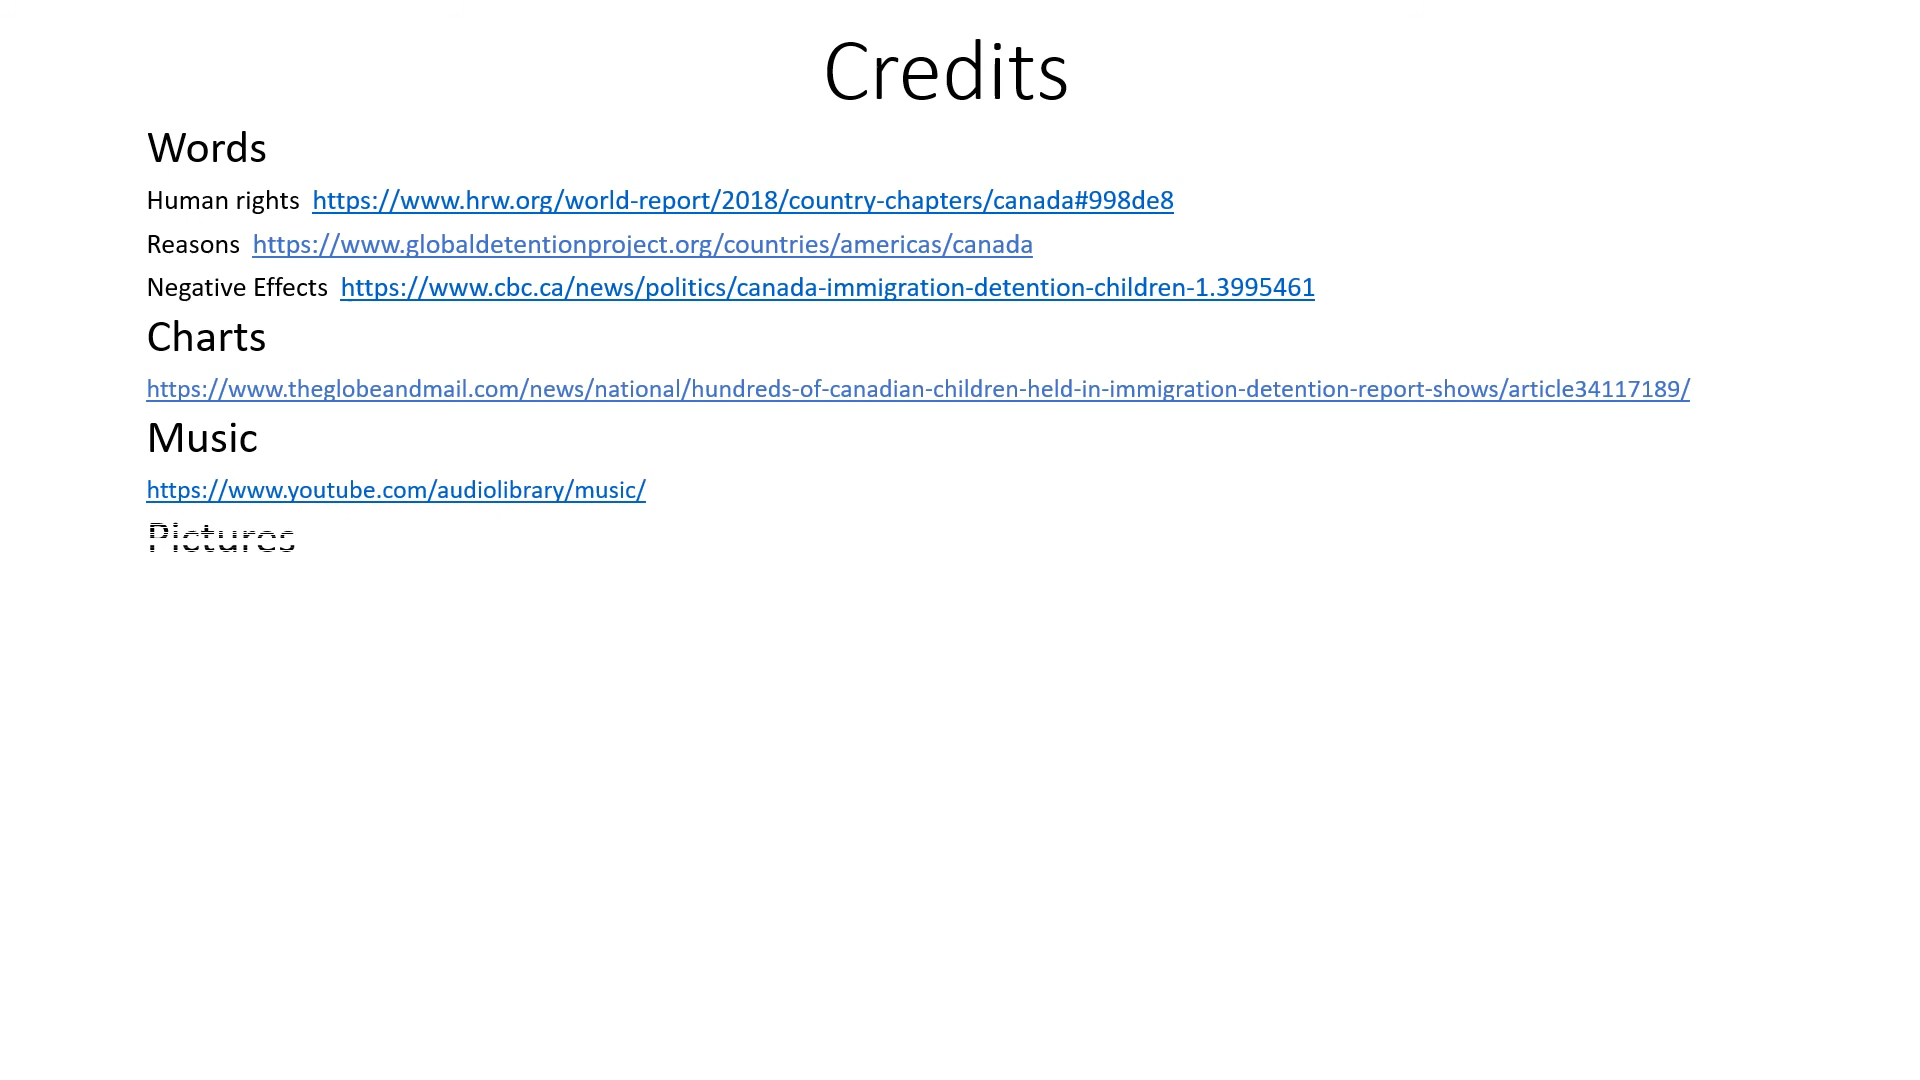 Credits
Words
Human rights https://www.hrw.org/world-report/2018/country-chapters/canada#998de8
Reasons https://www.globaldetentionproject.org/countries/americas/canada
Negative Effects https://www.cbc.ca/news/politics/canada-immigration-detention-children-1.3995461
Charts
https://www.theglobeandmail.com/news/national/hundreds-of-canadian-children-held-in-immigration-detention-report-shows/article34117189/
Music
https://www.youtube.com/audiolibrary/music/
Pictures